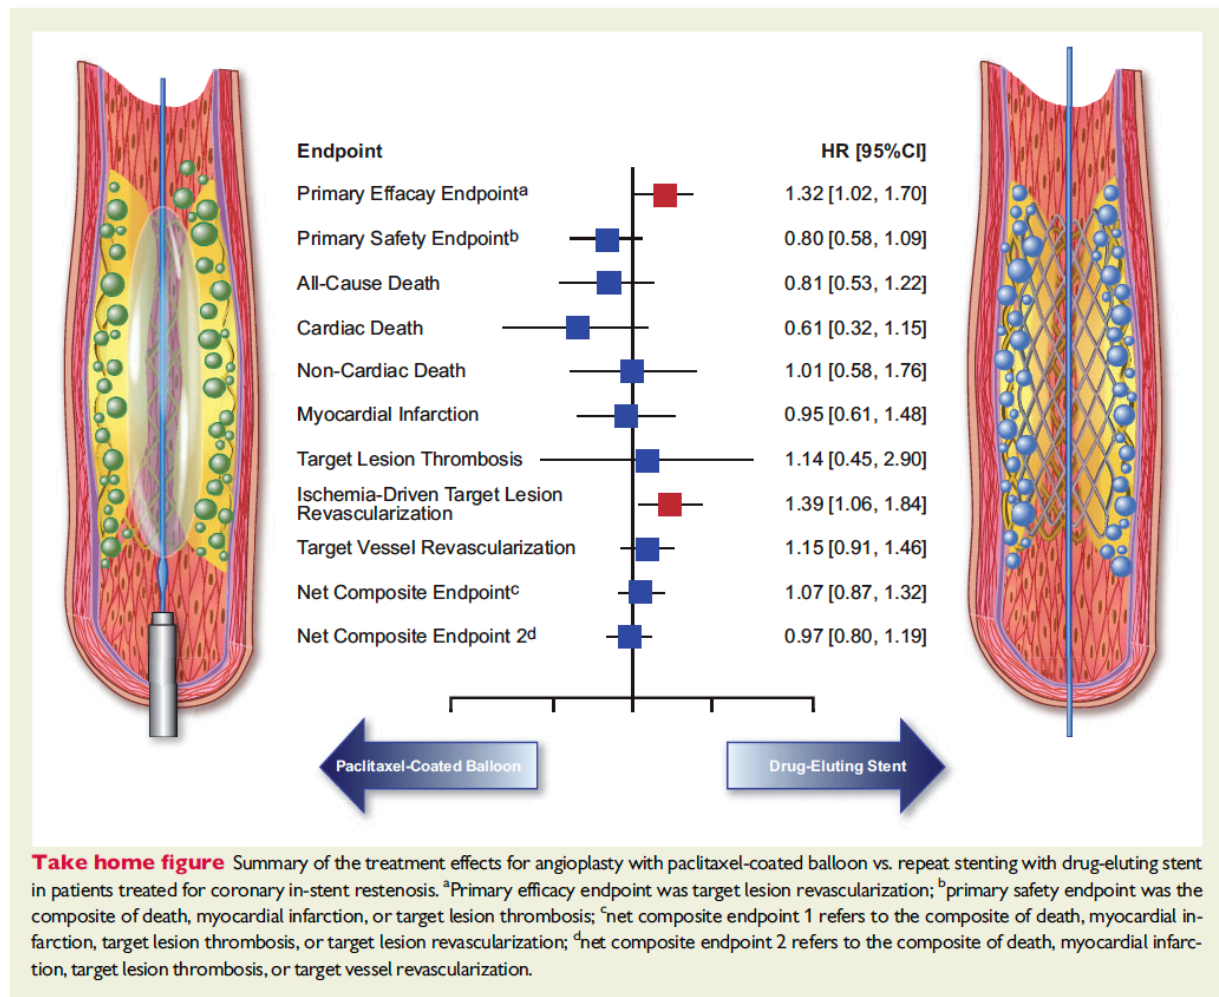 Endpoint HR [95%CI]
Primary Effacay Endpointa 1.32 [1.02, 1.70]
Primary Safety Endpointb 0.80 [0.58, 1.09]
All-Cause Death 0.81 [0.53, 1.22]
Cardiac Death 0.61 [0.32, 1.15]
Non-Cardiac Death 1.01 [0.58, 1.76]
Myocardial Infarction 0.95 [0.61, 1.48]
Target Lesion Thrombosis 1.14 [0.45, 2.90]
Ischemia-Driven Target Lesion
Revascularization 1.39 [1.06, 1.84]
Target Vessel Revascularization 1.15 [0.91, 1.46]
Net Composite Endpointc 1.07 [0.87, 1.32]
Net Composite Endpoint 2d 0.97 [0.80, 1.19]
Paclitaxel-Coated Balloon Drug-Eluting Stent
Take home figure Summary of the treatment effects for angioplasty with paclitaxel-coated balloon vs. repeat stenting with drug-eluting stent
in patients treated for coronary in-stent restenosis. aPrimary efficacy endpoint was target lesion revascularization; bprimary safety endpoint was the
composite of death, myocardial infarction, or target lesion thrombosis; cnet composite endpoint 1 refers to the composite of death, myocardial in-
farction, target lesion thrombosis, or target lesion revascularization; dnet composite endpoint 2 refers to the composite of death, myocardial infarc-
tion, target lesion thrombosis, or target vessel revascularization.